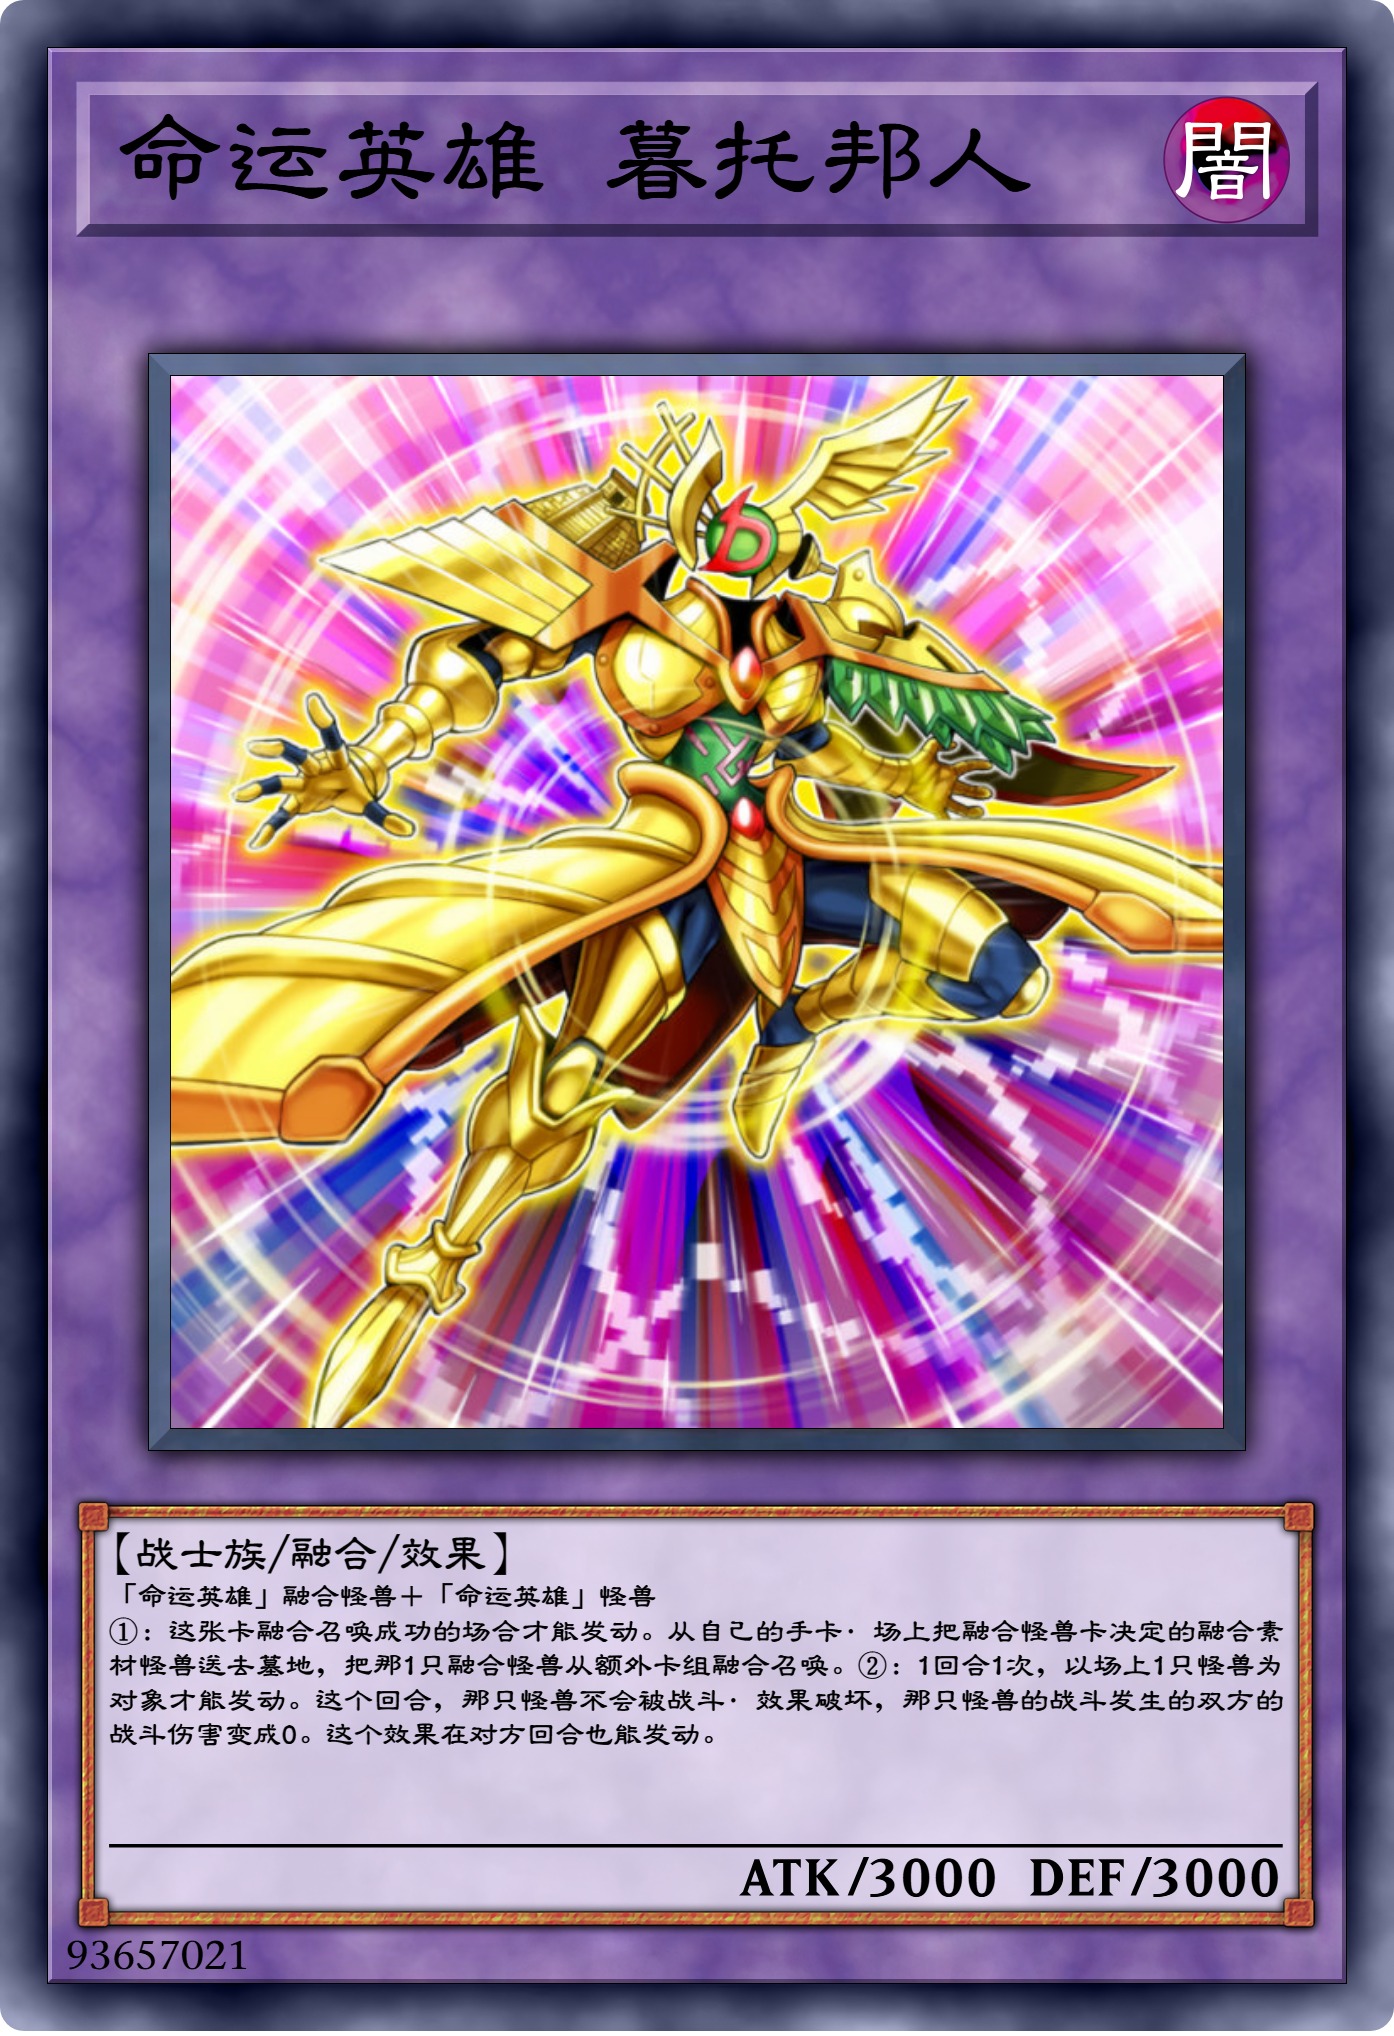 命运英雄 暮托邦人
闇
D
【战士族/融合/效果】
「命运英雄」融合怪兽＋「命运英雄」怪兽
①：这张卡融合召唤成功的场合才能发动。从自己的手卡·场上把融合怪兽卡决定的融合素
材怪兽送去墓地，把那1只融合怪兽从额外卡组融合召唤。②：1回合1次，以场上1只怪兽为
对象才能发动。这个回合，那只怪兽不会被战斗·效果破坏，那只怪兽的战斗发生的双方的
战斗伤害变成0。这个效果在对方回合也能发动。
ATK/3000 DEF/3000
93657021